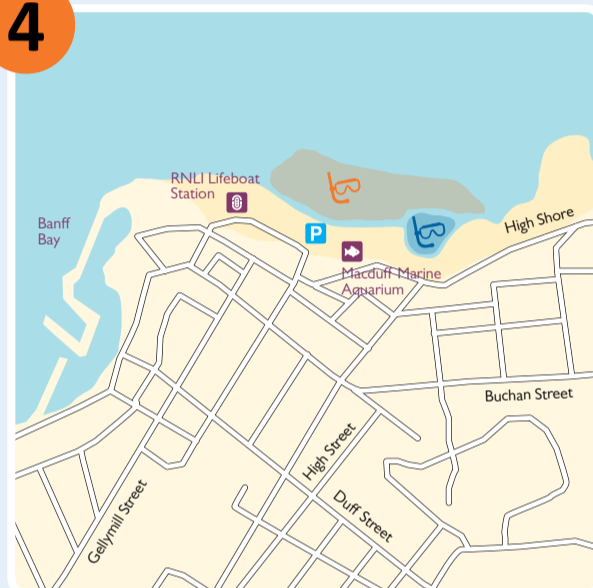 4
RNLI Lifeboat
Station
Banff
Bay
P
High Shore
Macduff Marine
Aquarium
Buchan Street
High Street
Duff Street
Gellymill Street